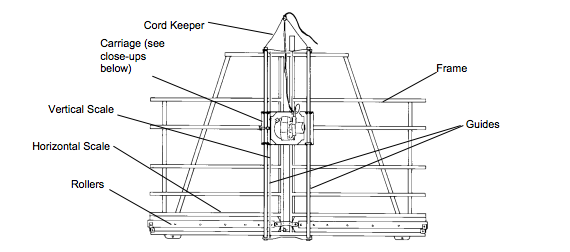 Cord Keeper
Carriage (see
close-ups
below)
Frame
Vertical Scale
Guides
Horizontal Scale
Rollers